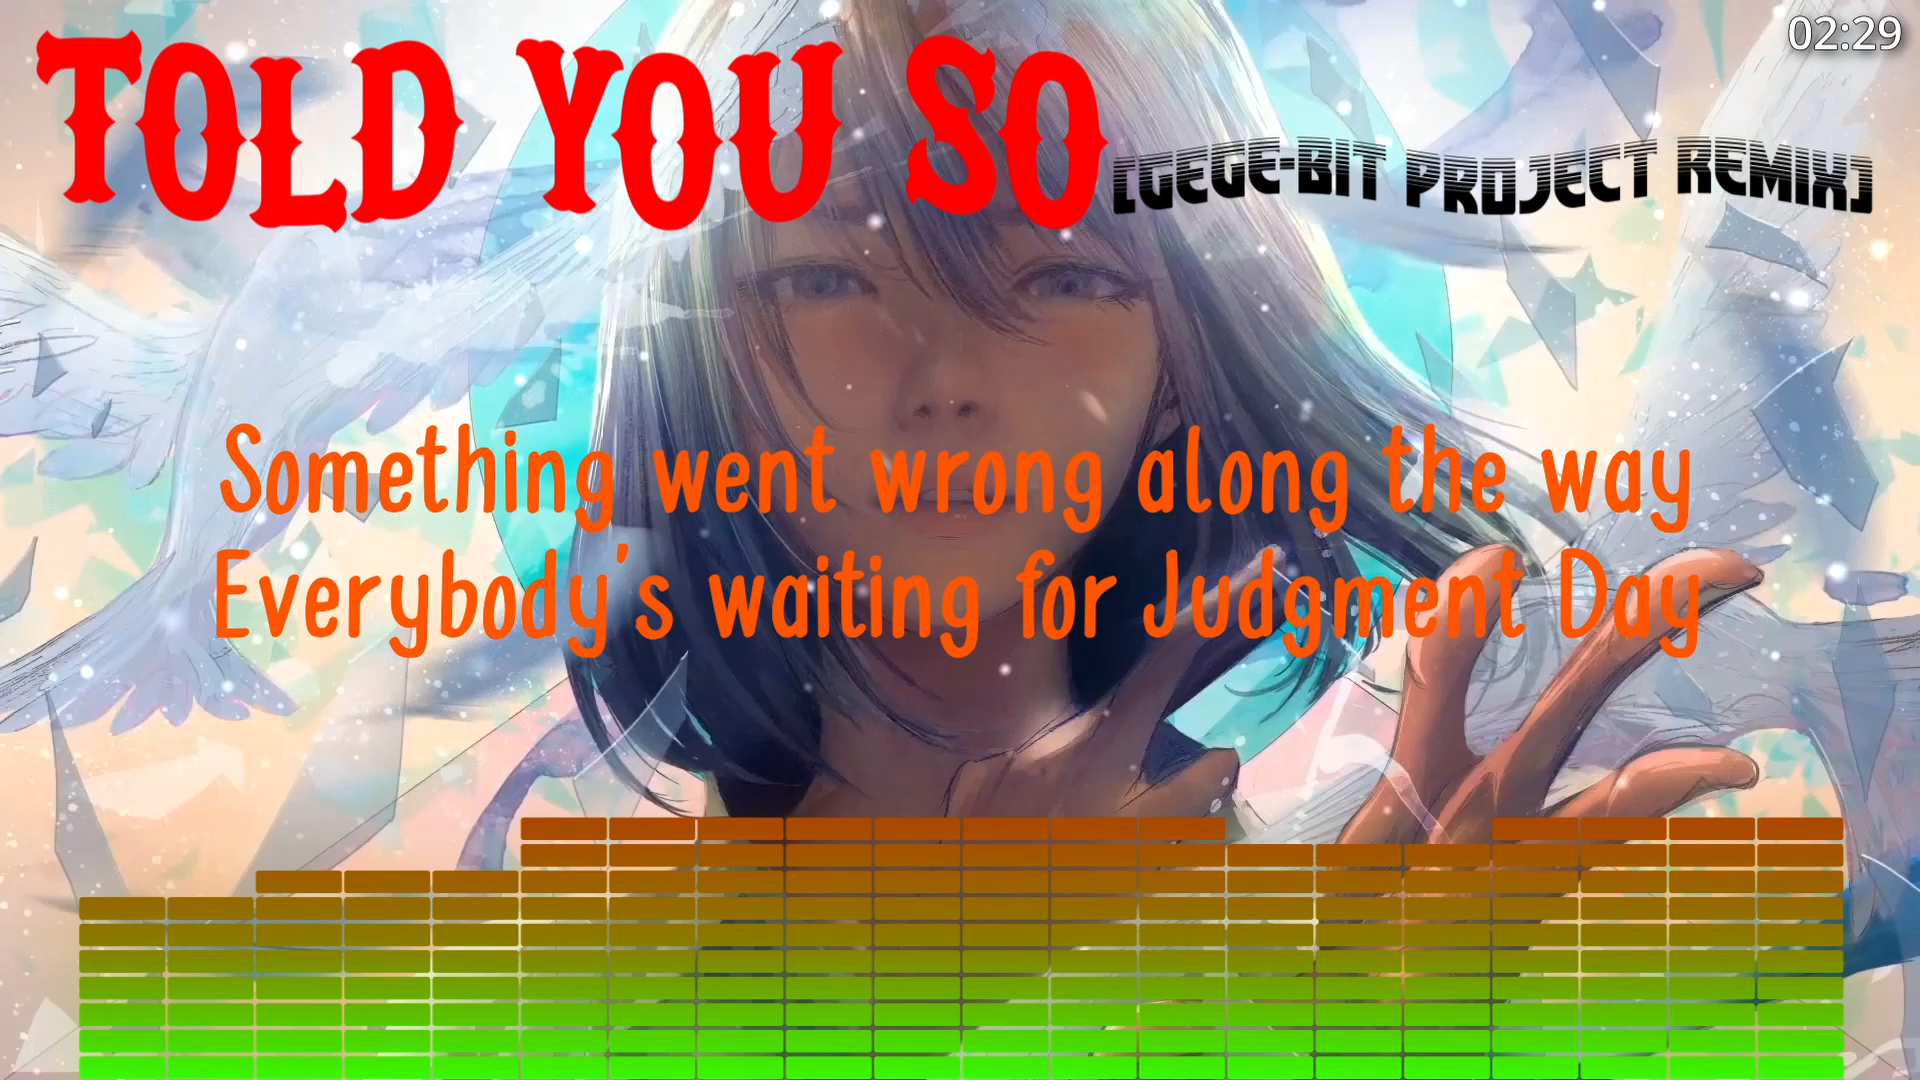 TOLD YOU SO
[GEGE-BIT PROJECT REMIX]
02:29
Something went wrong along the way
Everybody's waiting for Judgment Day